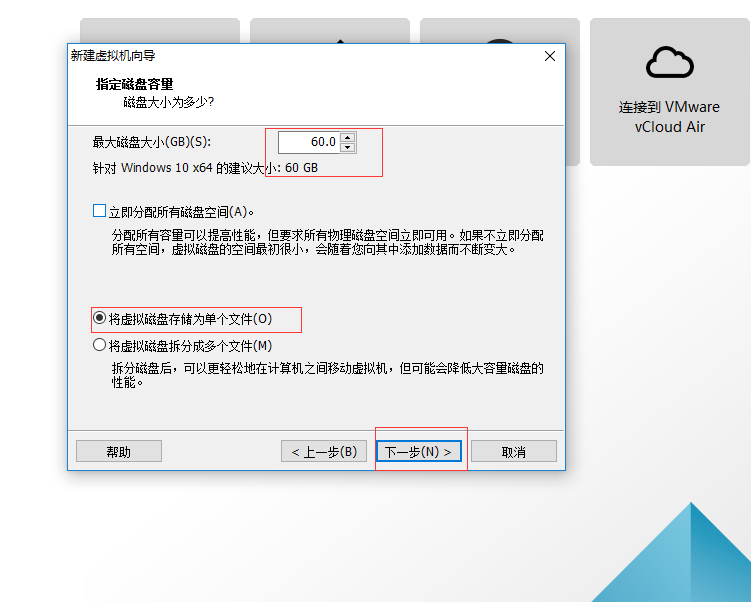 新建虚拟机向导
指定磁盘容量
磁盘大小为多少?
最大磁盘大小(GB)(S):
60.0
针对 Windows 10 x64 的建议大小: 60 GB
立即分配所有磁盘空间(A)。
分配所有容量可以提高性能，但要求所有物理磁盘空间立即可用。如果不立即分配
所有空间，虚拟磁盘的空间最初很小，会随着您向其中添加数据而不断变大。
将虚拟磁盘存储为单个文件(O)
将虚拟磁盘拆分成多个文件(M)
拆分磁盘后，可以更轻松地在计算机之间移动虚拟机，但可能会降低大容量磁盘的
性能。
帮助
< 上一步(B)
下一步(N) >
取消
连接到 VMware
vCloud Air